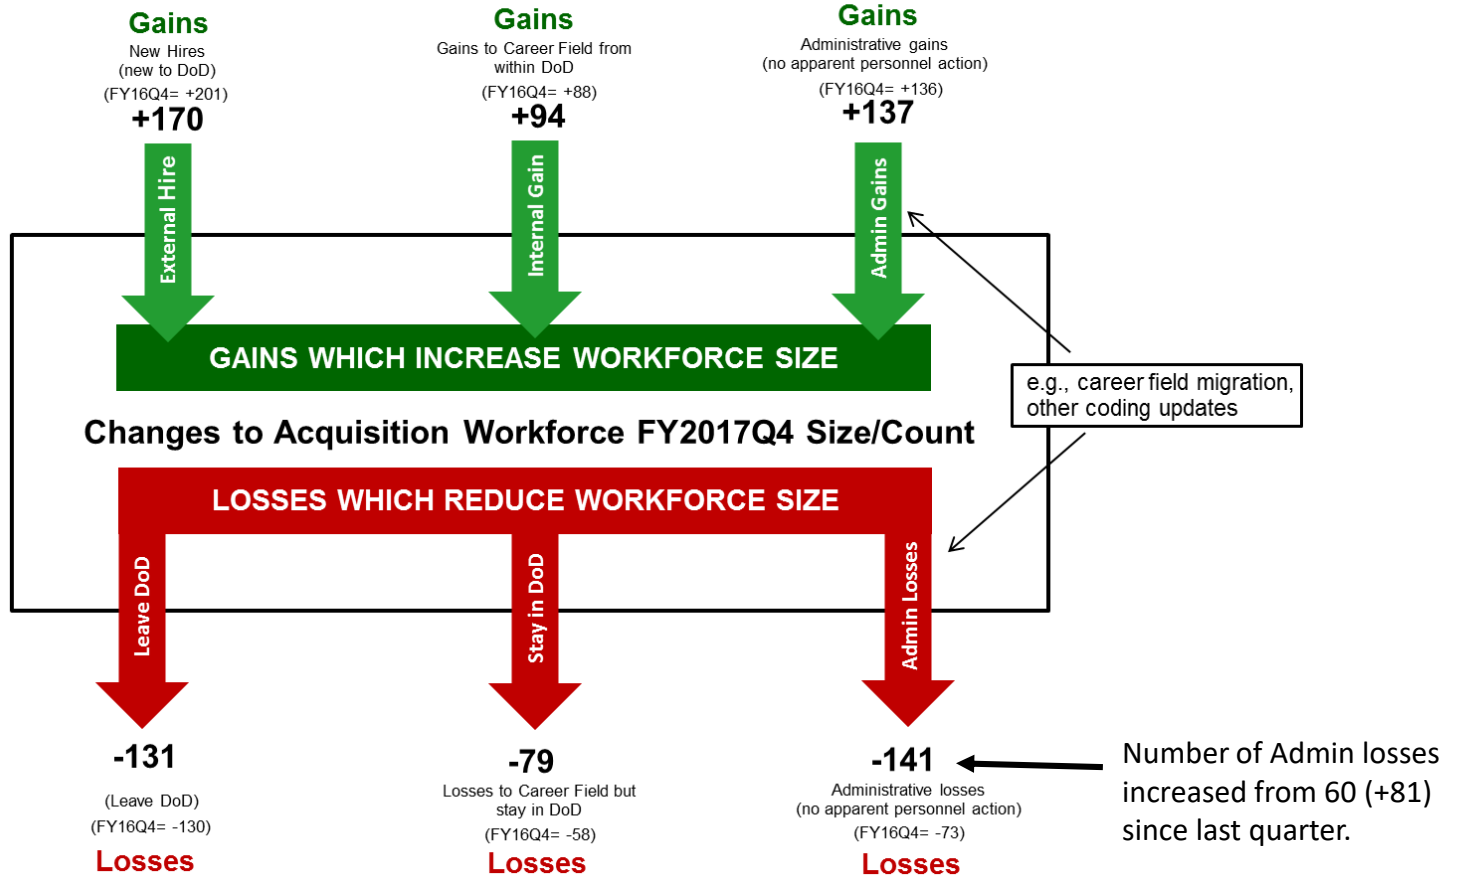 Gains
New Hires
(new to DoD)
(FY16Q4= +201)
+170
External Hire
Gains
Gains to Career Field from
within DoD
(FY16Q4= +88)
+94
Internal Gain
Gains
Administrative gains
(no apparent personnel action)
(FY16Q4= +136)
+137
Admin Gains
GAINS WHICH INCREASE WORKFORCE SIZE
e.g., career field migration,
other coding updates
Changes to Acquisition Workforce FY2017Q4 Size/Count
LOSSES WHICH REDUCE WORKFORCE SIZE
Leave DoD
-131
(Leave DoD)
(FY16Q4= -130)
Losses
Stay in DoD
-79
Losses to Career Field but
stay in DoD
(FY16Q4= -58)
Losses
Admin Losses
-141
Administrative losses
(no apparent personnel action)
(FY16Q4= -73)
Losses
Number of Admin losses
increased from 60 (+81)
since last quarter.